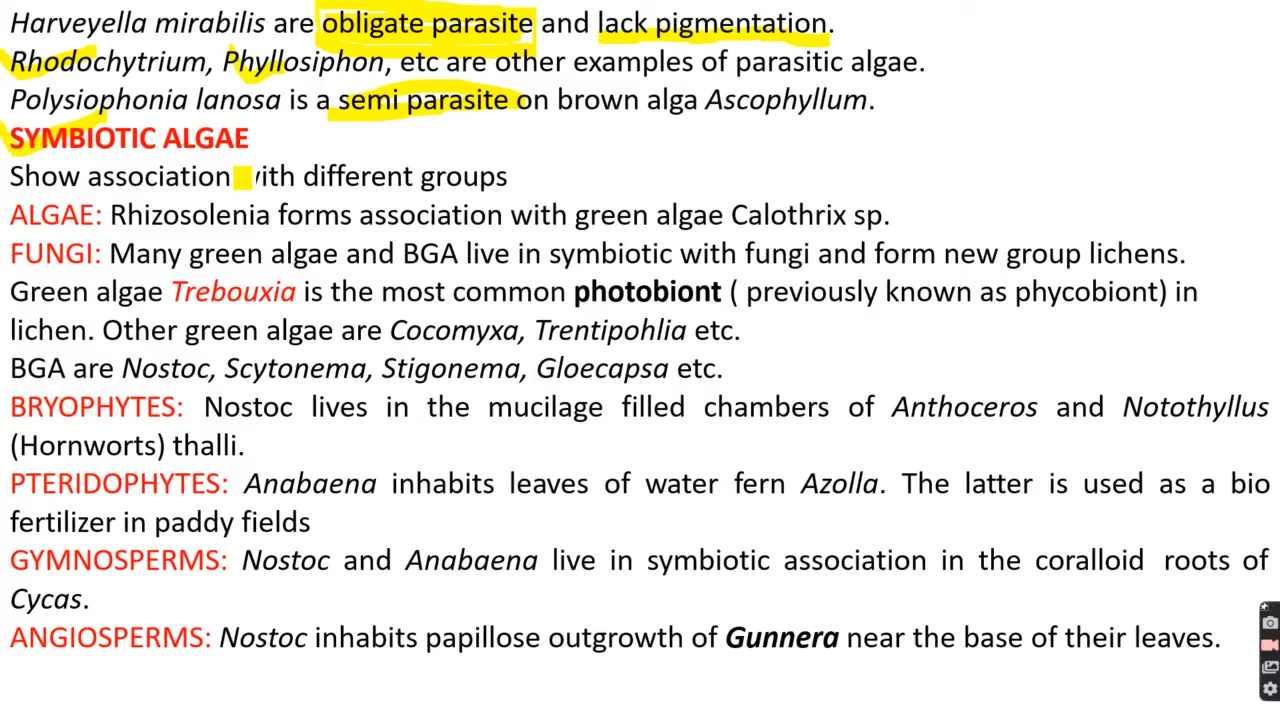 Harveyella mirabilis are obligate parasite and lack pigmentation.
Rhodochytrium, Phyllosiphon, etc are other examples of parasitic algae.
Polysiophonia lanosa is a semi parasite on brown alga Ascophyllum.
SYMBIOTIC ALGAE
Show association with different groups
ALGAE: Rhizosolenia forms association with green algae Calothrix sp.
FUNGI: Many green algae and BGA live in symbiotic with fungi and form new group lichens.
Green algae Trebouxia is the most common photobiont ( previously known as phycobiont) in
lichen. Other green algae are Cocomyxa, Trentipohlia etc.
BGA are Nostoc, Scytonema, Stigonema, Gloecapsa etc.
BRYOPHYTES: Nostoc lives in the mucilage filled chambers of Anthoceros and Notothyllus
(Hornworts) thalli.
PTERIDOPHYTES: Anabaena inhabits leaves of water fern Azolla. The latter is used as a bio
fertilizer in paddy fields
GYMNOSPERMS: Nostoc and Anabaena live in symbiotic association in the coralloid roots of
Cycas.
ANGIOSPERMS: Nostoc inhabits papillose outgrowth of Gunnera near the base of their leaves.